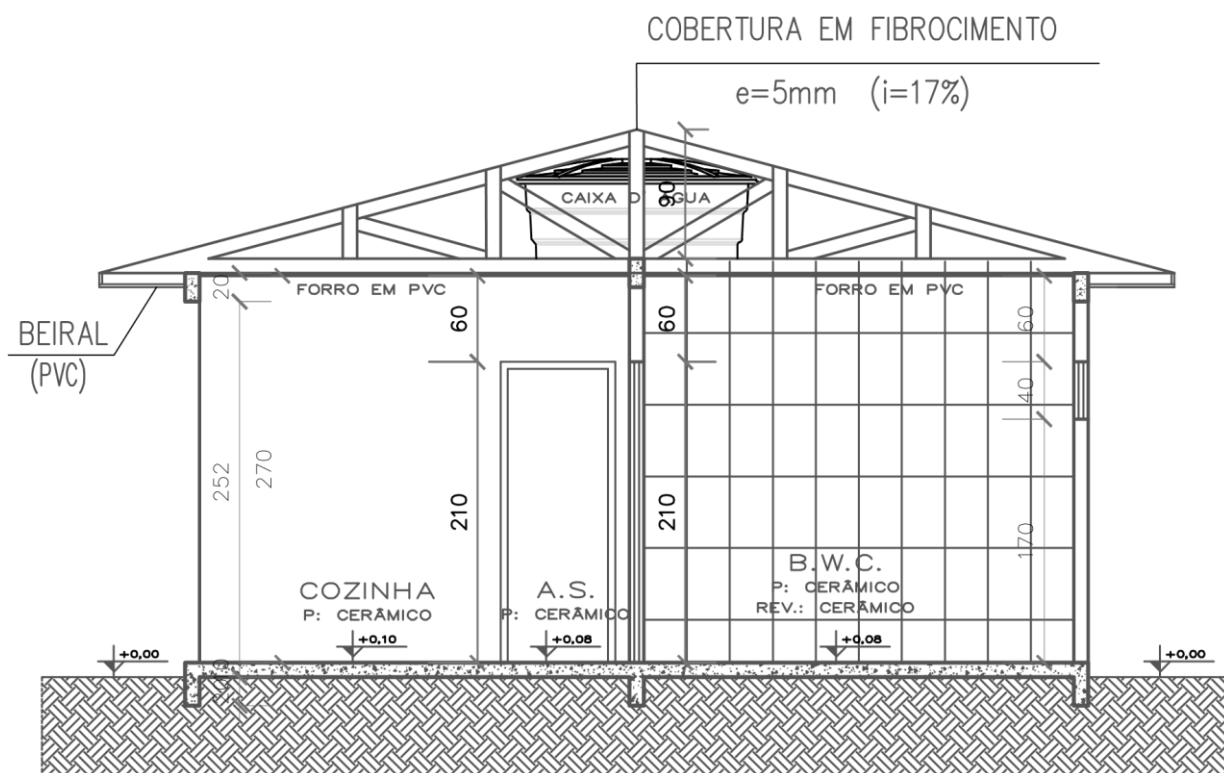 COBERTURA EM FIBROCIMENTO
e=5mm (i=17%)
90
CAIXA D'ÁGUA
20
FORRO EM PVC
FORRO EM PVC
60
60
60
BEIRAL
(PVC)
40
252
270
210
210
170
B.W.C.
P: CERÂMICO
REV.: CERÂMICO
COZINHA
P: CERÂMICO
A.S.
P: CERÂMICO
+0,00
+0,10
+0,08
+0,08
+0,00